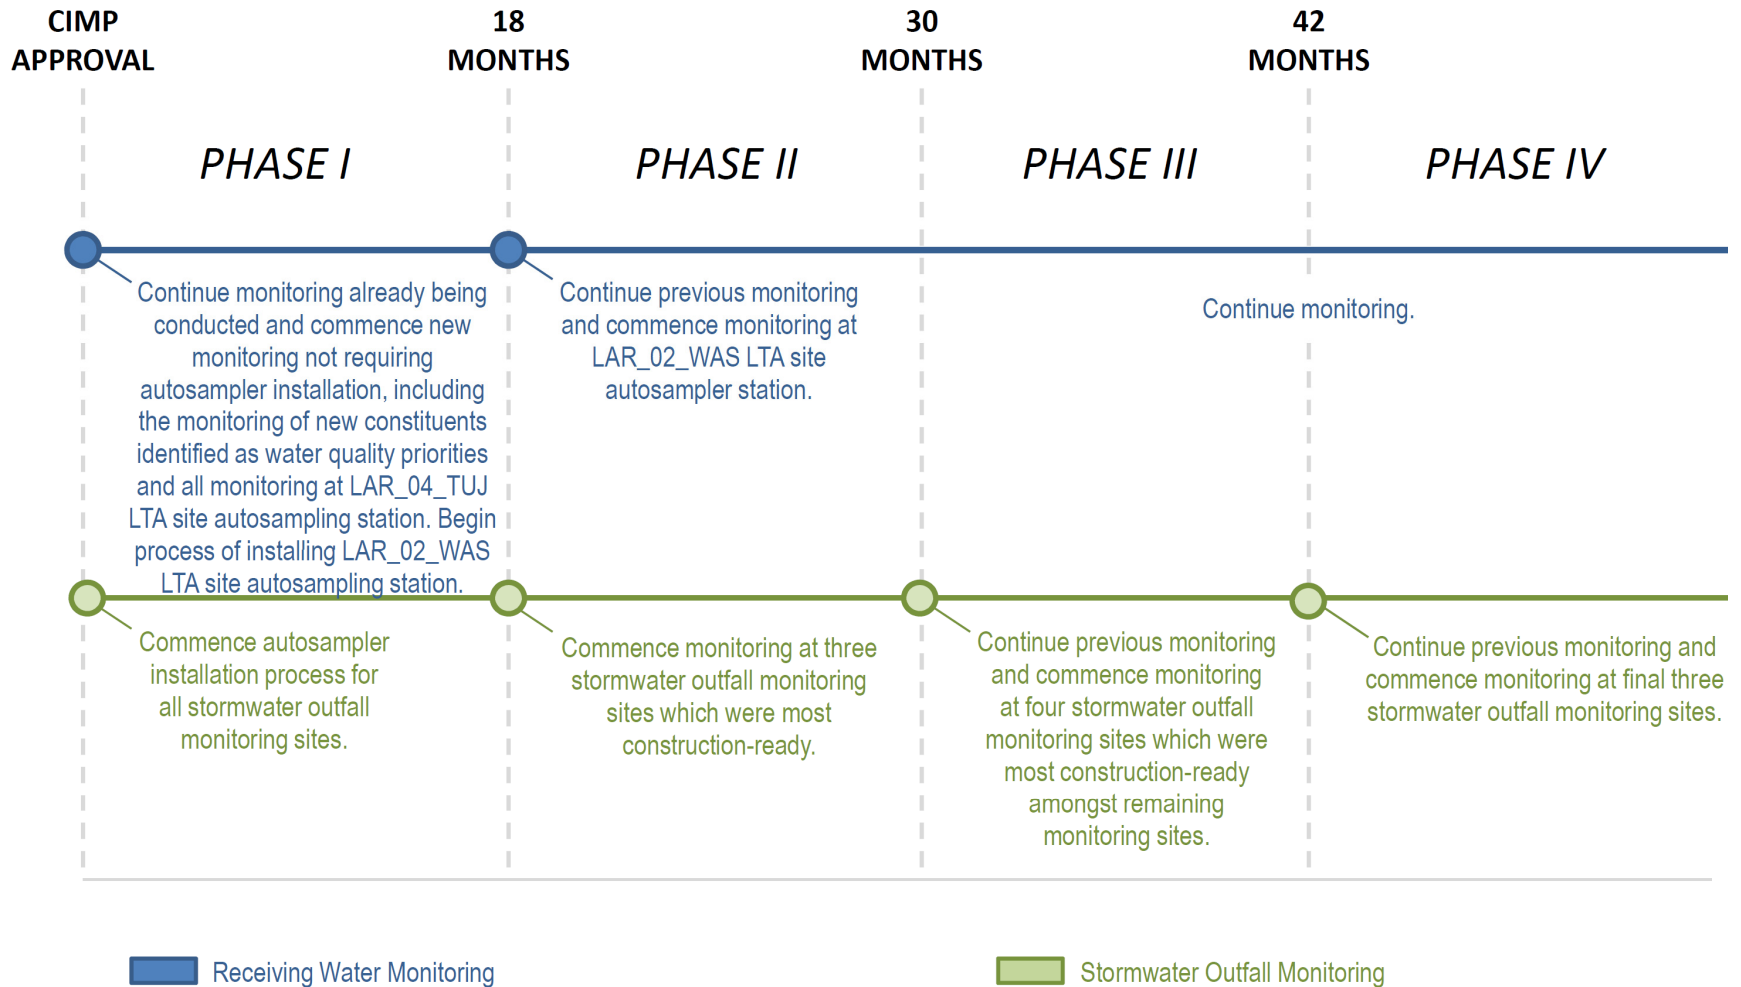 CIMP
APPROVAL
18
MONTHS
30
MONTHS
42
MONTHS
PHASE I
PHASE II
PHASE III
PHASE IV
Continue monitoring already being
conducted and commence new
monitoring not requiring
autosampler installation, including
the monitoring of new constituents
identified as water quality priorities
and all monitoring at LAR_04_TUJ
LTA site autosampling station. Begin
process of installing LAR_02_WAS
LTA site autosampling station.
Continue previous monitoring
and commence monitoring at
LAR_02_WAS LTA site
autosampler station.
Continue monitoring.
Commence autosampler
installation process for
all stormwater outfall
monitoring sites.
Commence monitoring at three
stormwater outfall monitoring
sites which were most
construction-ready.
Continue previous monitoring
and commence monitoring
at four stormwater outfall
monitoring sites which were
most construction-ready
amongst remaining
monitoring sites.
Continue previous monitoring and
commence monitoring at final three
stormwater outfall monitoring sites.
Receiving Water Monitoring
Stormwater Outfall Monitoring